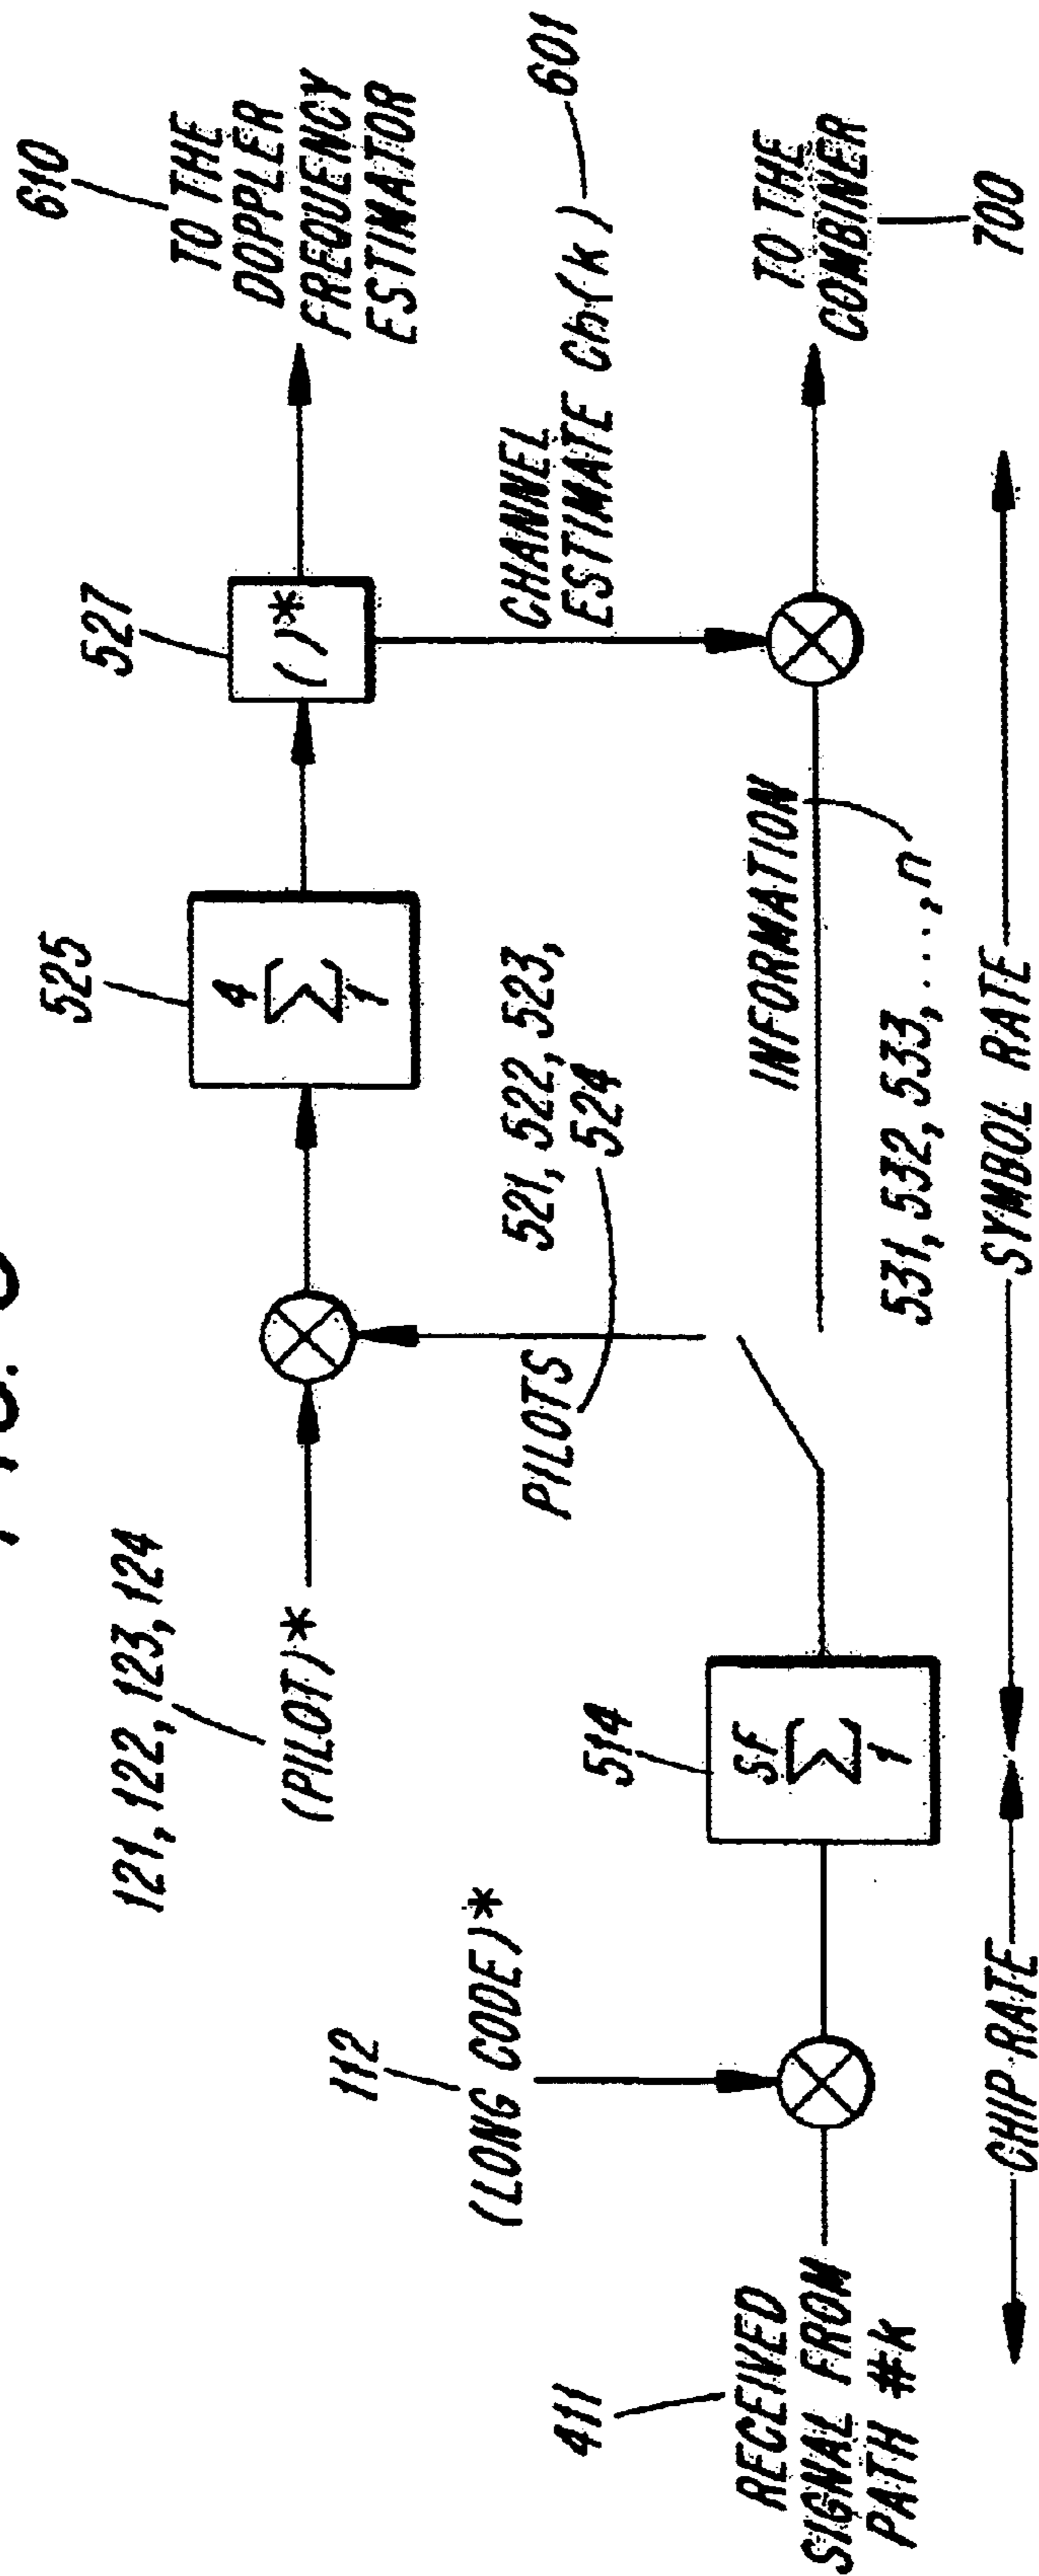 610
TO THE
DOPPLER
FREQUENCY
ESTIMATOR
527
( )*
525
4
∑
1
121, 122, 123, 124
(PILOT)*
CHANNEL
ESTIMATE Ch(k)
601
PILOTS
521, 522, 523,
524
112
(LONG CODE)*
514
SF
∑
1
INFORMATION
531, 532, 533, ...., n
TO THE
COMBINER
700
411
RECEIVED
SIGNAL FROM
PATH #K
CHIP RATE
SYMBOL RATE